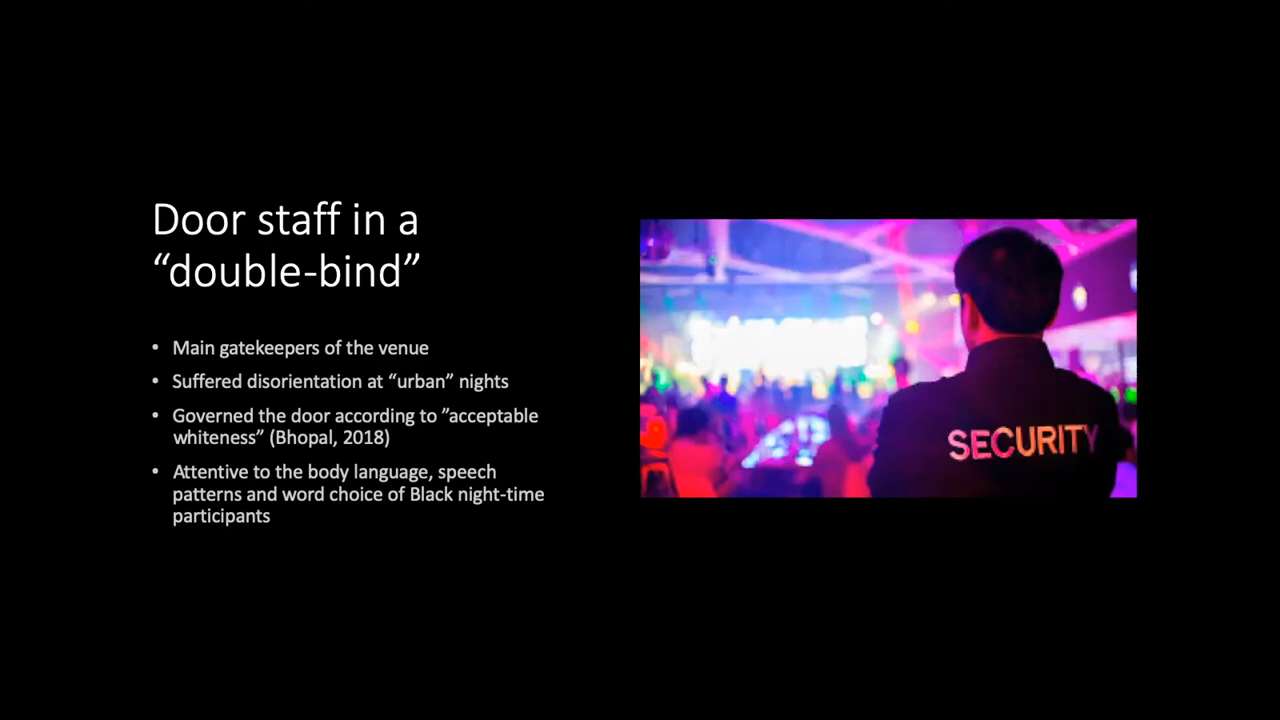 Door staff in a
“double-bind”
• Main gatekeepers of the venue
• Suffered disorientation at “urban” nights
• Governed the door according to ”acceptable
whiteness” (Bhopal, 2018)
• Attentive to the body language, speech
patterns and word choice of Black night-time
participants
SECURITY